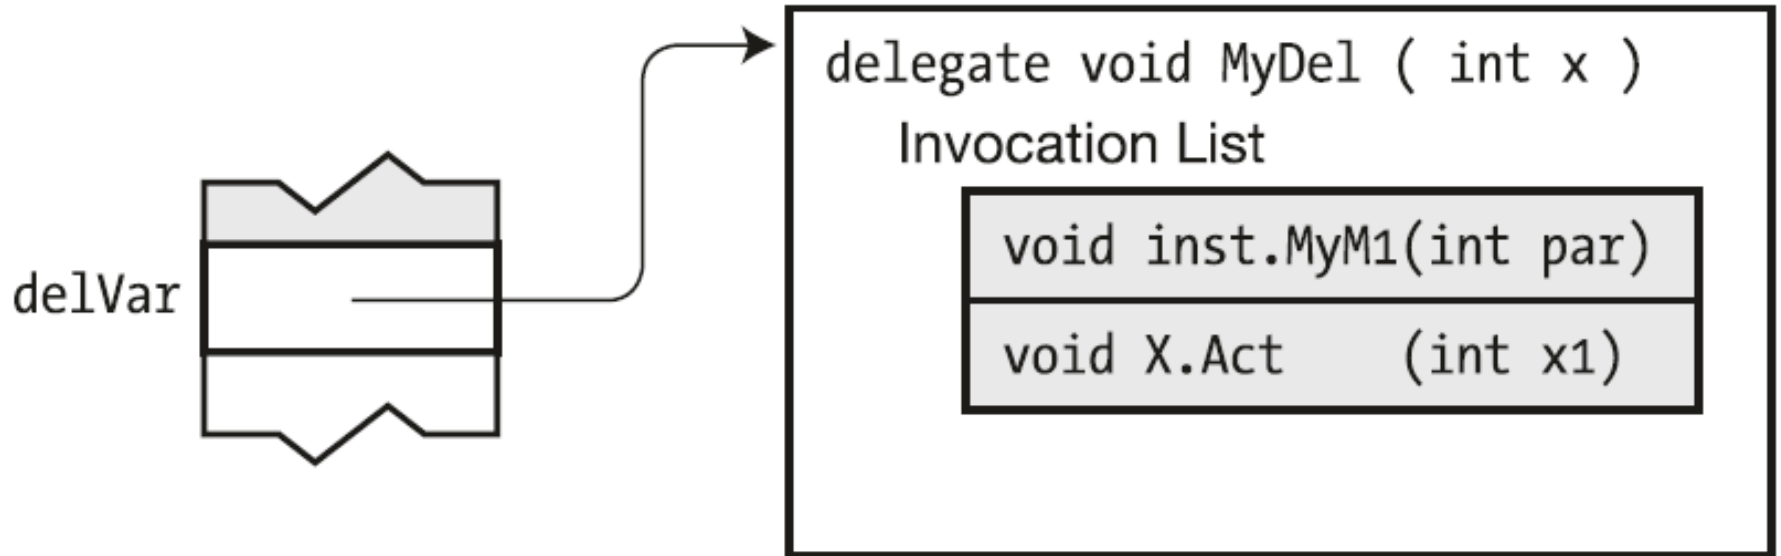 delegate void MyDel ( int x )
Invocation List
void inst.MyM1(int par)
delVar
void X.Act (int x1)